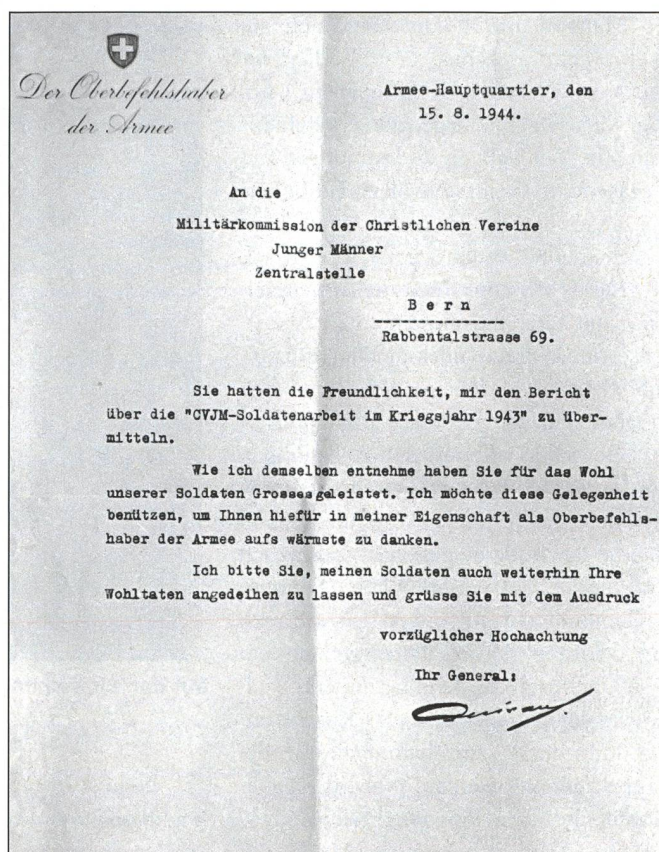 Der Oberbefehlshaber
der Armee
Armee-Hauptquartier, den
15. 8. 1944.
An die
Militärkommission der Christlichen Vereine
Junger Männer
Zentralstelle
B e r n
Rabbentalstrasse 69.
Sie hatten die Freundlichkeit, mir den Bericht
über die "CVJM-Soldatenarbeit im Kriegsjahr 1943" zu über-
mitteln.
Wie ich demselben entnehme haben Sie für das Wohl
unserer Soldaten Grosses geleistet. Ich möchte diese Gelegenheit
benützen, um Ihnen hiefür in meiner Eigenschaft als Oberbefehls-
haber der Armee aufs wärmste zu danken.
Ich bitte Sie, meinen Soldaten auch weiterhin Ihre
Wohltaten angedeihen zu lassen und grüsse Sie mit dem Ausdruck
vorzüglicher Hochachtung
Ihr General: